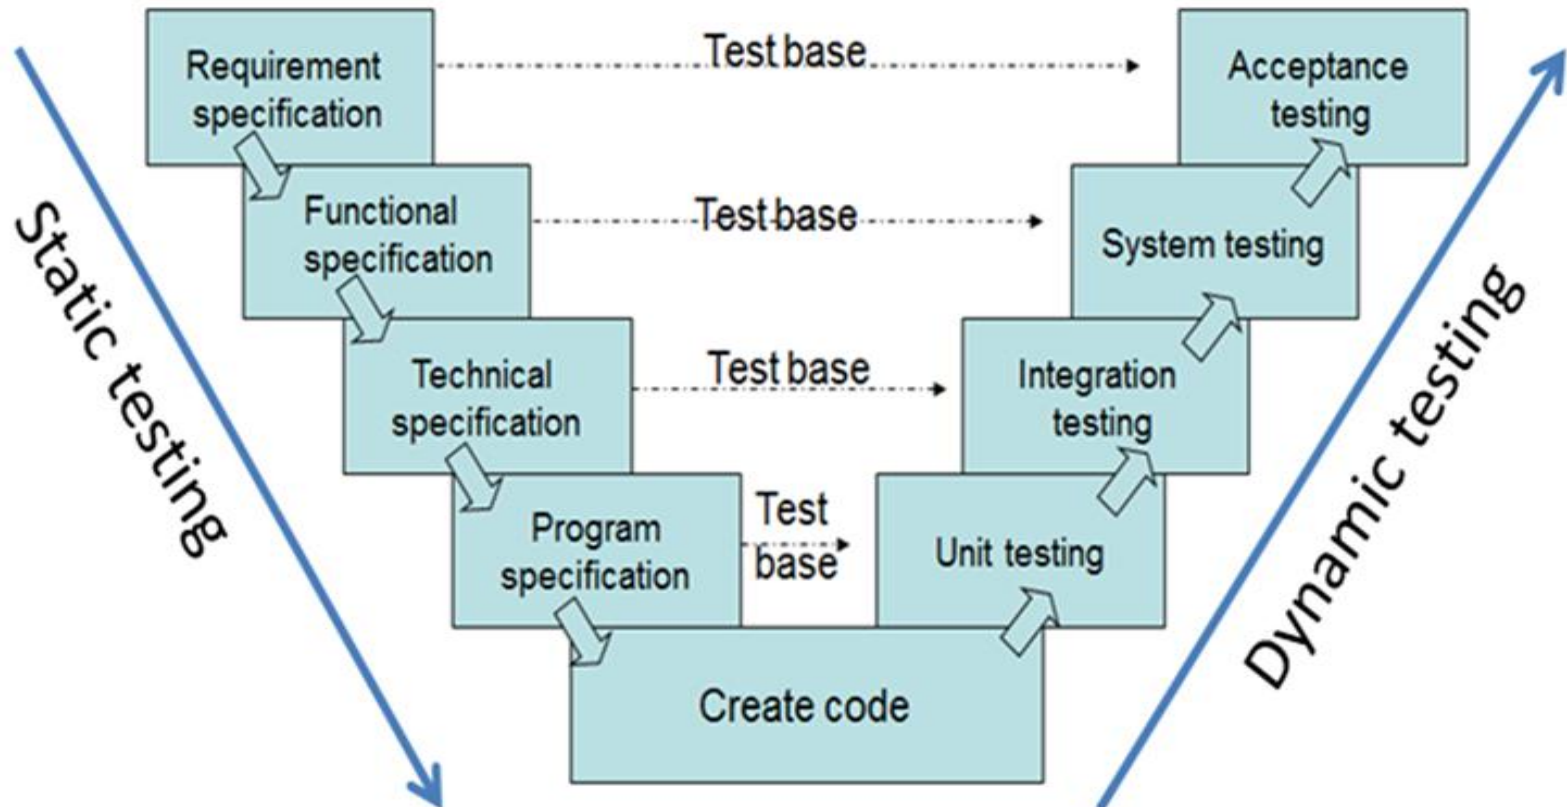 Requirement
specification
Test base
Acceptance
testing
Functional
specification
Test base
System testing
Technical
specification
Test base
Integration
testing
Program
specification
Test
base
Unit testing
Create code
Static testing
Dynamic testing